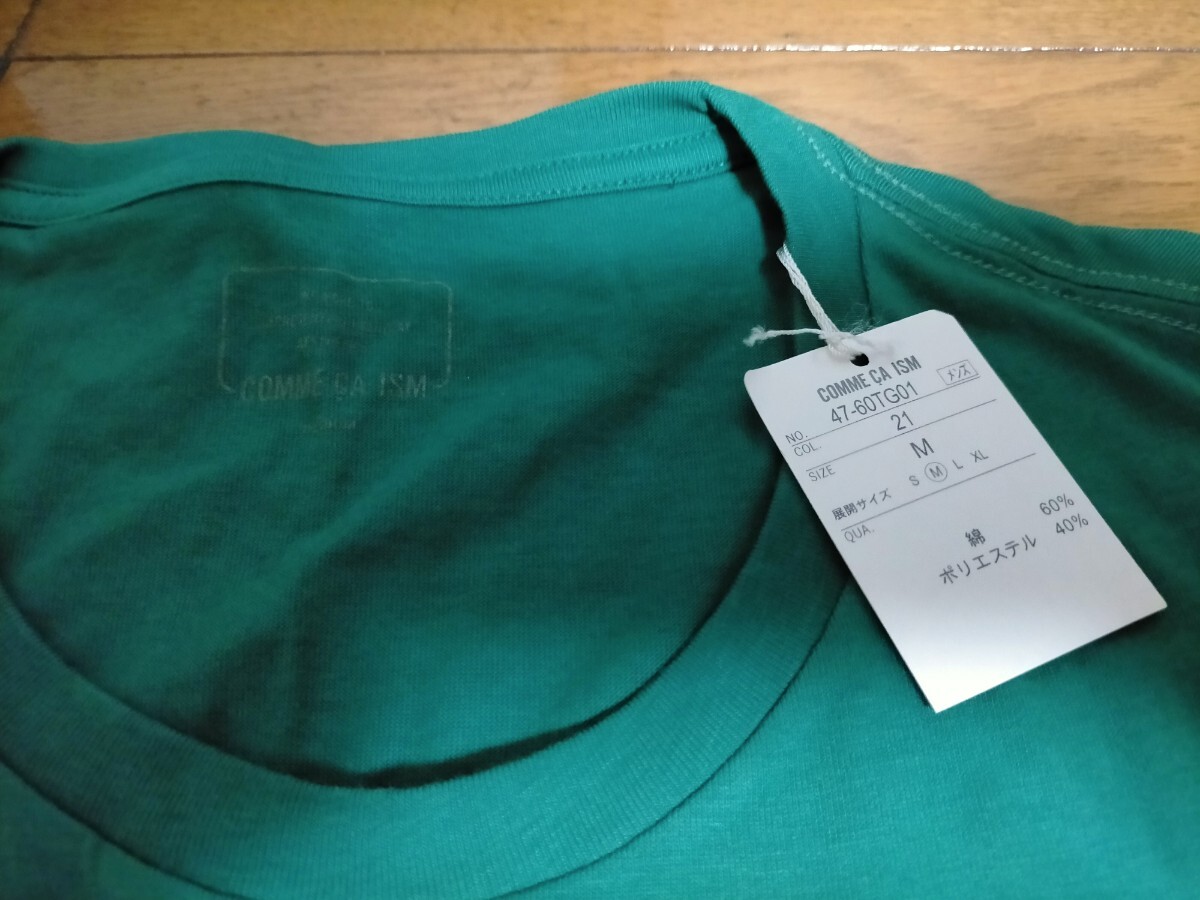 COMME ÇA ISM
COMME ÇA ISM
メンズ
NO. 47-60TG01
COL. 21
SIZE M
展開サイズ S M L XL
QUA.
綿 60%
ポリエステル 40%